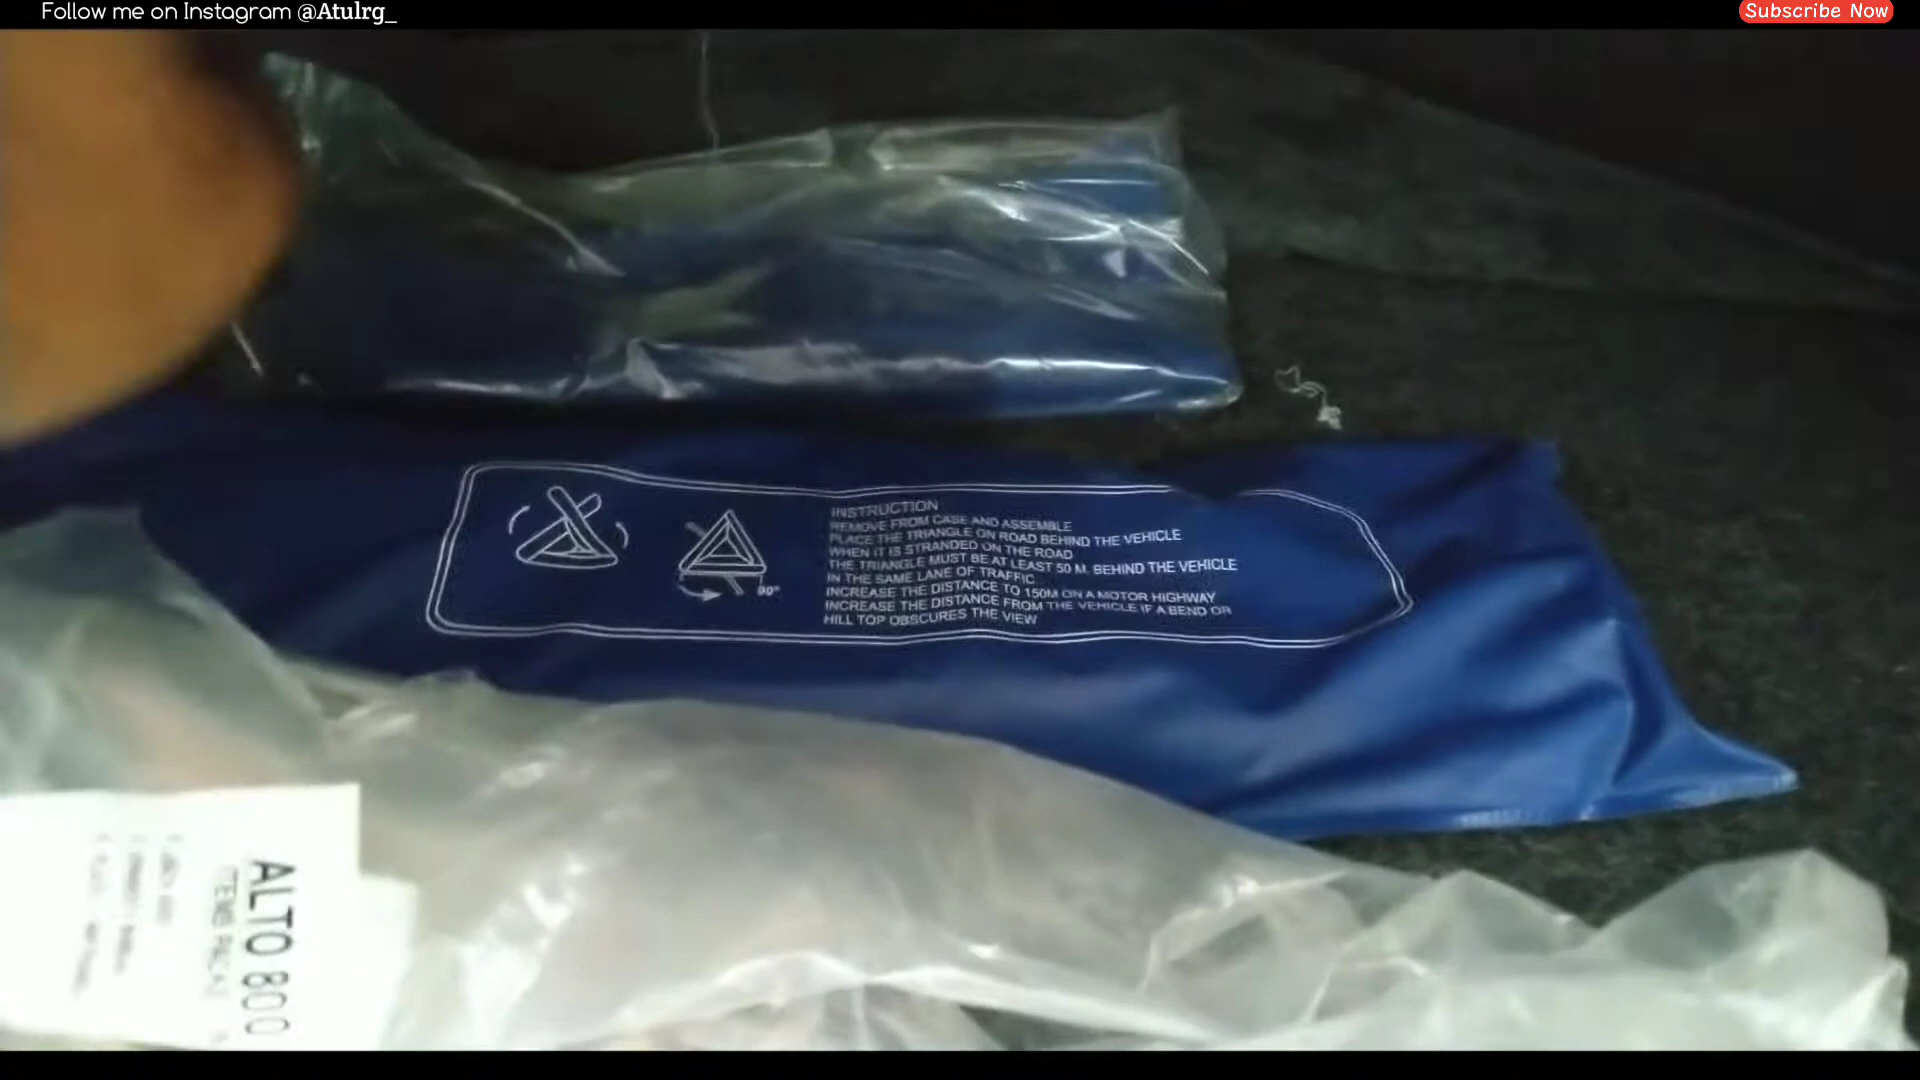 Follow me on Instagram @Atulrg_
Subscribe Now
INSTRUCTION
REMOVE FROM CASE AND ASSEMBLE
PLACE THE TRIANGLE ON ROAD BEHIND THE VEHICLE
WHEN IT IS STRANDED ON THE ROAD
THE TRIANGLE MUST BE AT LEAST 50 M. BEHIND THE VEHICLE
IN THE SAME LANE OF TRAFFIC
INCREASE THE DISTANCE TO 150M ON A MOTOR HIGHWAY
INCREASE THE DISTANCE FROM THE VEHICLE IF A BEND OR
HILL TOP OBSCURES THE VIEW
90°
ALTO 800